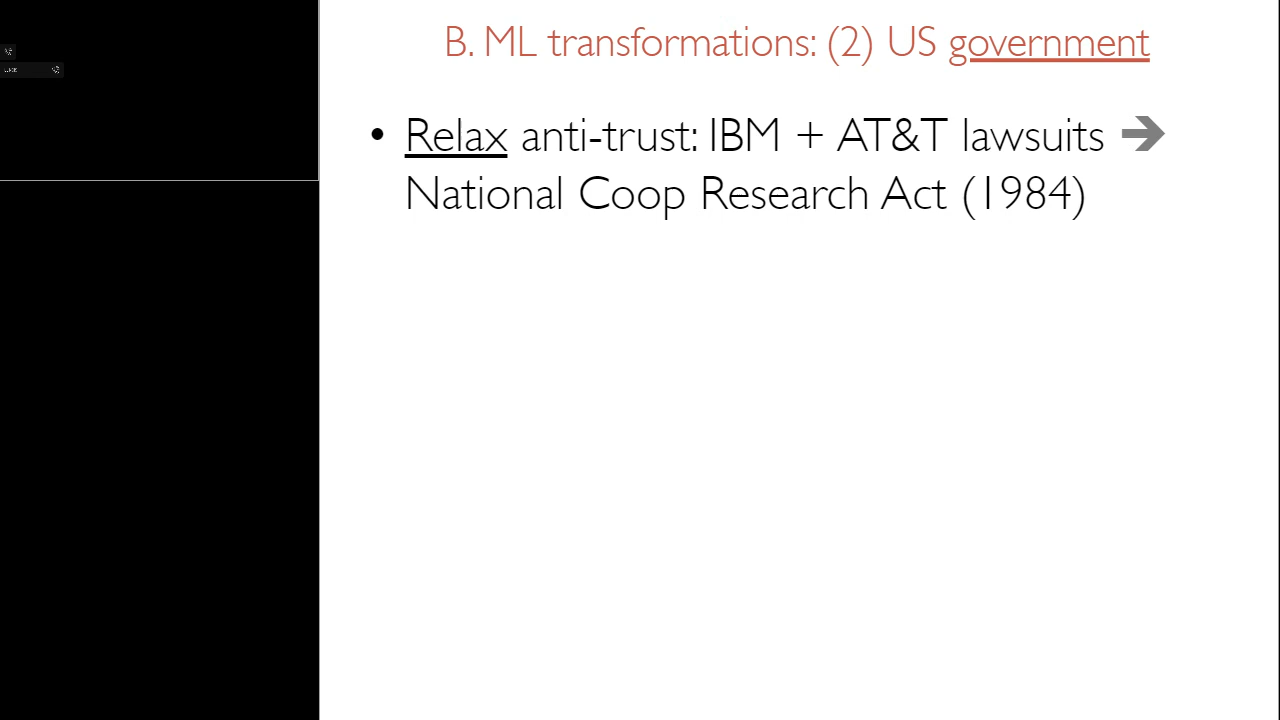 B. ML transformations: (2) US government
• Relax anti-trust: IBM + AT&T lawsuits ➔
National Coop Research Act (1984)